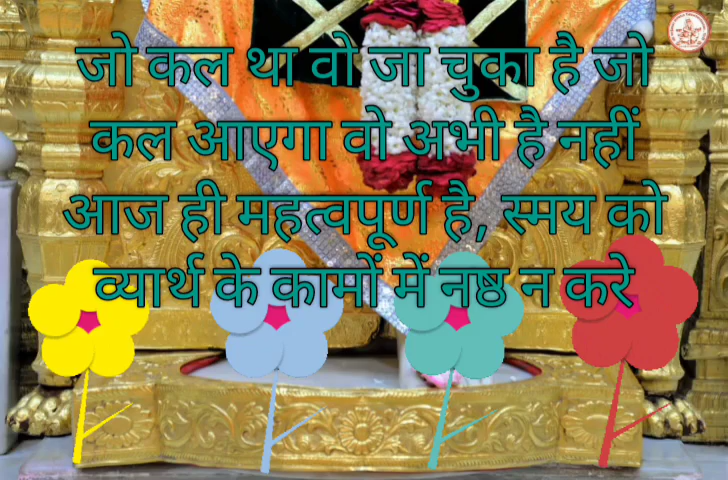 जो कल था वो जा चुका है जो
कल आएगा वो अभी है नहीं
आज ही महत्वपूर्ण है, स्मय को
व्यार्थ के कामों में नष्ठ न करे